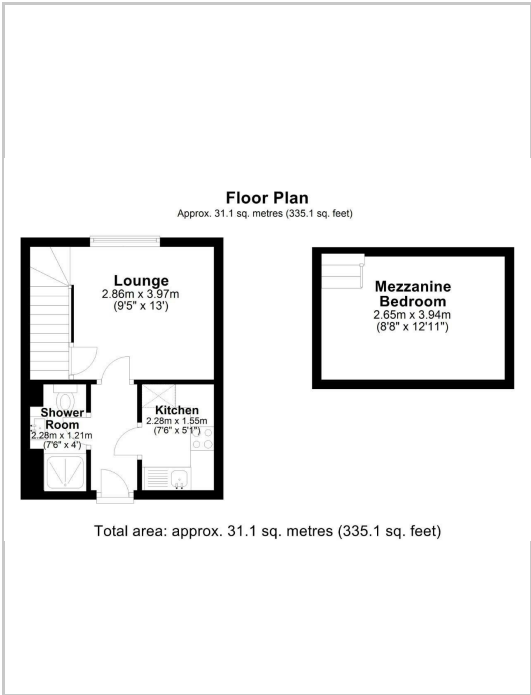 Floor Plan
Approx. 31.1 sq. metres (335.1 sq. feet)
Lounge
2.86m x 3.97m
(9'5" x 13')
Mezzanine
Bedroom
2.65m x 3.94m
(8'8" x 12'11")
Shower
Room
2.28m x 1.21m
(7'6" x 4')
Kitchen
2.28m x 1.55m
(7'6" x 5'1")
Total area: approx. 31.1 sq. metres (335.1 sq. feet)